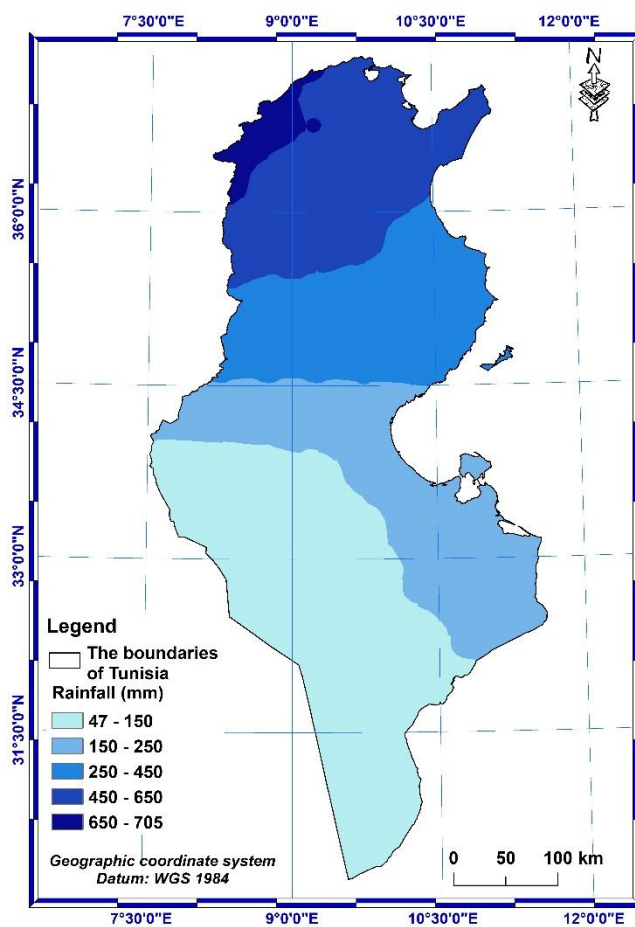 7°30'0"E 9°0'0"E 10°30'0"E 12°0'0"E
N
36°0'0"N
34°30'0"N
33°0'0"N
31°30'0"N
Legend
The boundaries
of Tunisia
Rainfall (mm)
47 - 150
150 - 250
250 - 450
450 - 650
650 - 705
Geographic coordinate system
Datum: WGS 1984
0 50 100 km
7°30'0"E 9°0'0"E 10°30'0"E 12°0'0"E